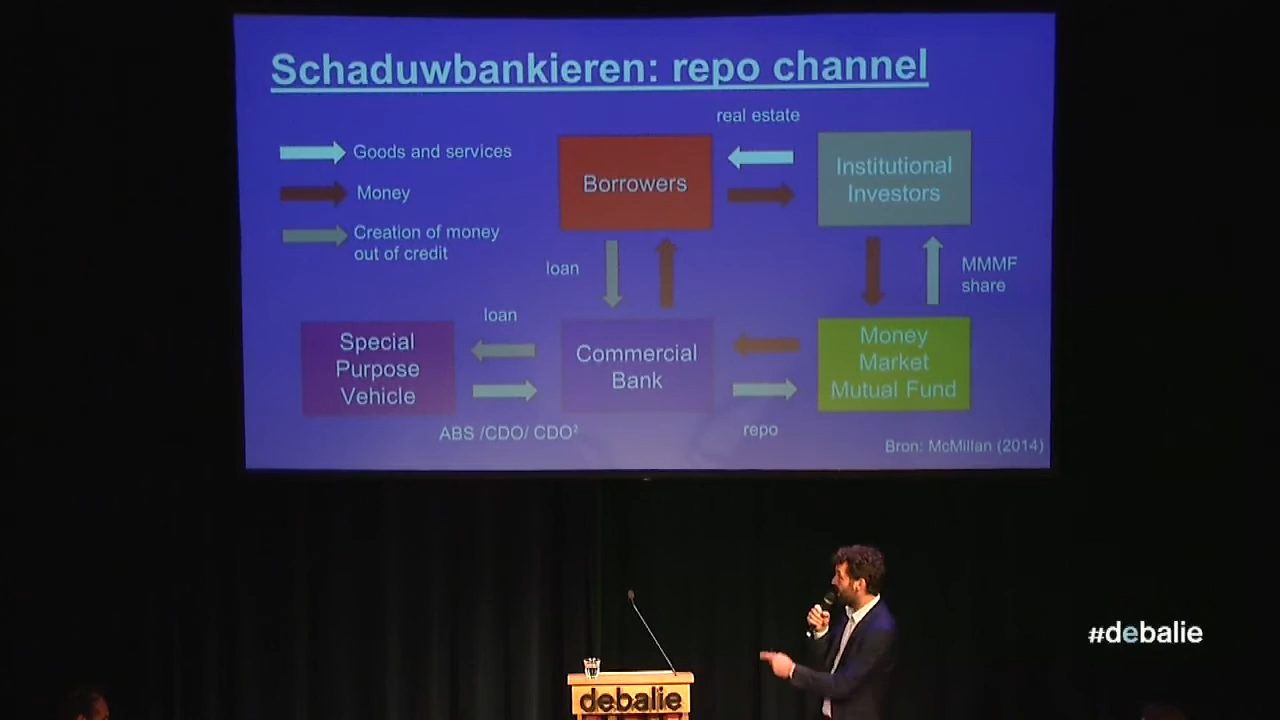 Schaduwbankieren: repo channel
real estate
Goods and services
Money
Creation of money
out of credit
Borrowers
Institutional
Investors
loan
MMMF
share
loan
Special
Purpose
Vehicle
Commercial
Bank
Money
Market
Mutual Fund
ABS /CDO/ CDO²
repo
Bron: McMillan (2014)
#debalie
debalie